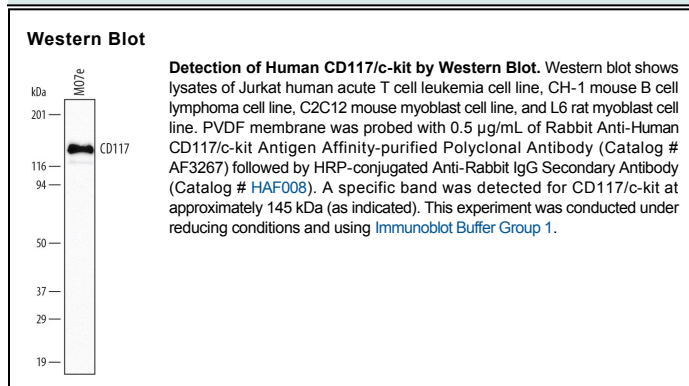 Western Blot
M07e
kDa
201
CD117
116
94
50
37
29
19
Detection of Human CD117/c-kit by Western Blot. Western blot shows
lysates of Jurkat human acute T cell leukemia cell line, CH-1 mouse B cell
lymphoma cell line, C2C12 mouse myoblast cell line, and L6 rat myoblast cell
line. PVDF membrane was probed with 0.5 µg/mL of Rabbit Anti-Human
CD117/c-kit Antigen Affinity-purified Polyclonal Antibody (Catalog #
AF3267) followed by HRP-conjugated Anti-Rabbit IgG Secondary Antibody
(Catalog # HAF008). A specific band was detected for CD117/c-kit at
approximately 145 kDa (as indicated). This experiment was conducted under
reducing conditions and using Immunoblot Buffer Group 1.